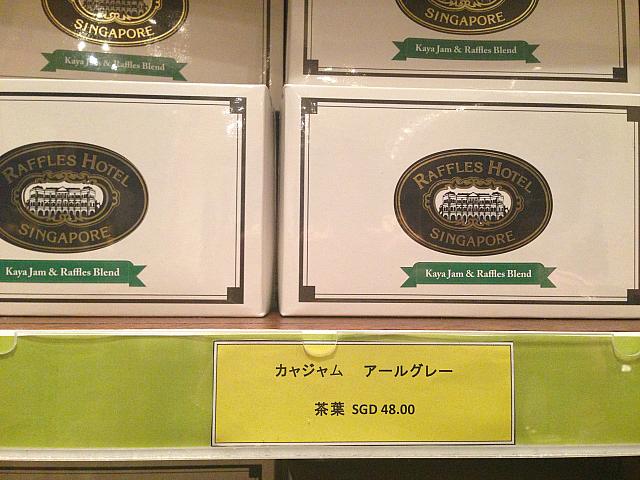 SINGAPORE
Kaya Jam & Raffles Blend
SINGAPORE
Kaya Jam & Raffles Blend
RAFFLES HOTEL
SINGAPORE
Kaya Jam & Raffles Blend
RAFFLES HOTEL
SINGAPORE
Kaya Jam & Raffles Blend
カャジャム アールグレー
茶葉 SGD 48.00